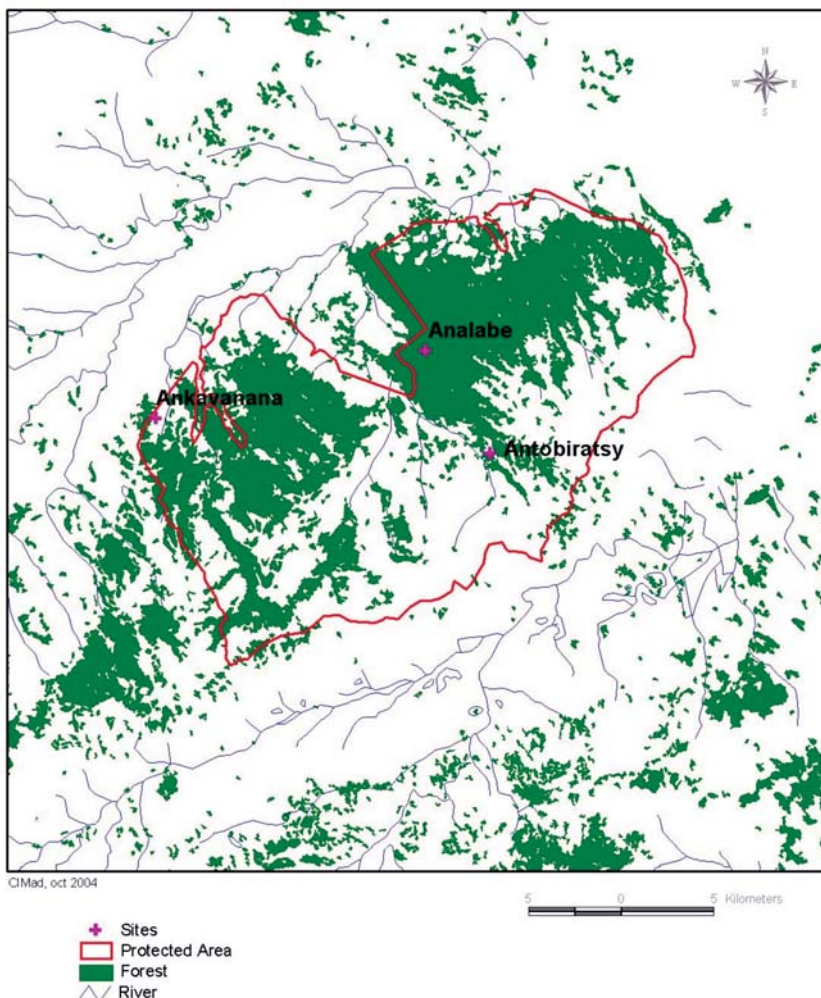 N
W E
S
Analabe
Ankavanana
Antobiratsy
CIMad, oct 2004
5 0 5 Kilometers
Sites
Protected Area
Forest
River